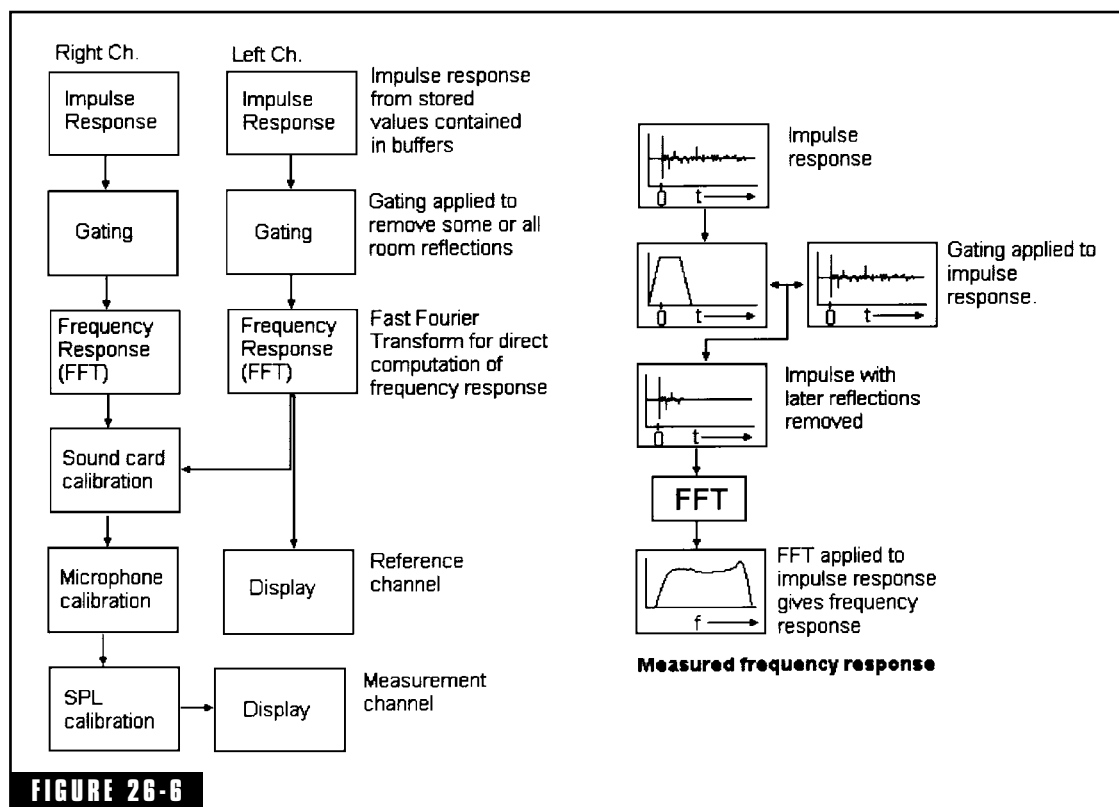 Right Ch.
Left Ch.
Impulse
Response
Impulse
Response
Impulse response
from stored
values contained
in buffers
Gating
Gating
Gating applied to
remove some or all
room reflections
Frequency
Response
(FFT)
Frequency
Response
(FFT)
Fast Fourier
Transform for direct
computation of
frequency response
Sound card
calibration
Microphone
calibration
Display
Reference
channel
SPL
calibration
Display
Measurement
channel
Impulse
response
0 t
0 t
0 t
Gating applied to
impulse
response.
0 t
Impulse with
later reflections
removed
FFT
f
FFT applied to
impulse response
gives frequency
response
Measured frequency response
FIGURE 26-6